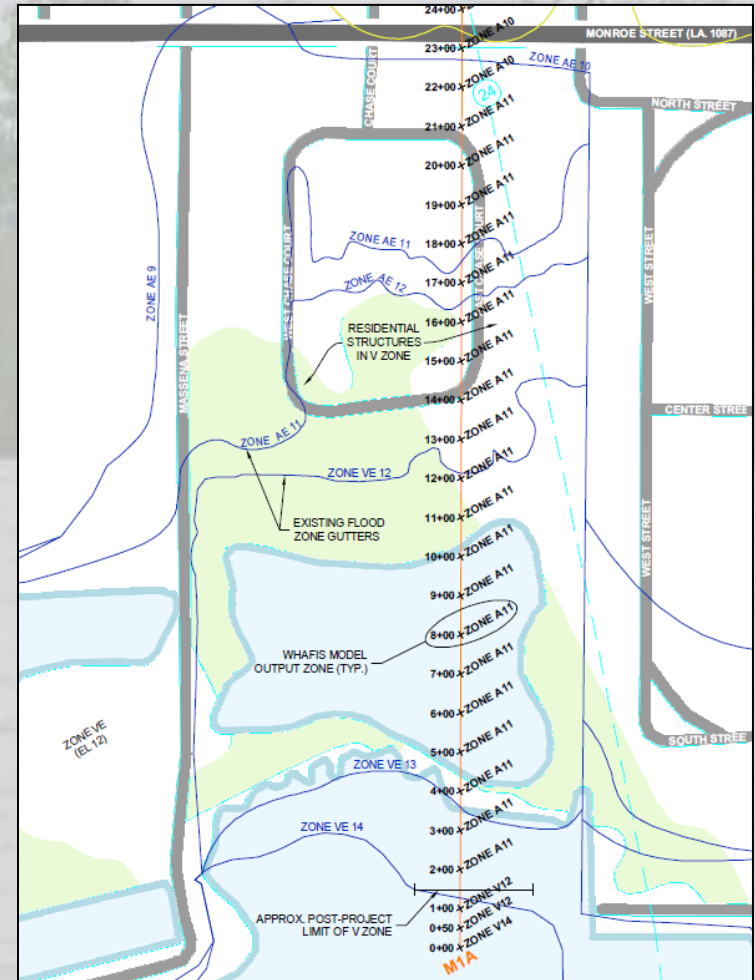 24+00
MONROE STREET (LA. 1087)
23+00 ZONE A10
ZONE AE 10
22+00 ZONE A10
24
CHASE COURT
NORTH STREET
21+00 ZONE A11
20+00 ZONE A11
19+00 ZONE A11
ZONE AE 11
18+00 ZONE A11
WEST CHASE COURT
EAST CHASE COURT
WEST STREET
ZONE AE 9
17+00 ZONE A11
ZONE AE 12
16+00 ZONE A11
RESIDENTIAL
STRUCTURES
IN V ZONE
15+00 ZONE A11
MASSENA STREET
14+00 ZONE A11
CENTER STREE
13+00 ZONE A11
ZONE AE 11
12+00 ZONE A11
ZONE VE 12
11+00 ZONE A11
EXISTING FLOOD
ZONE GUTTERS
WEST STREET
10+00 ZONE A11
9+00 ZONE A11
8+00 ZONE A11
WHAFIS MODEL
OUTPUT ZONE (TYP.)
7+00 ZONE A11
6+00 ZONE A11
ZONE VE
(EL 12)
SOUTH STREE
5+00 ZONE A11
ZONE VE 13
4+00 ZONE A11
3+00 ZONE A11
ZONE VE 14
2+00 ZONE A11
1+00 ZONE V12
APPROX. POST-PROJECT
LIMIT OF V ZONE
0+50 ZONE V12
0+00 ZONE V14
M1A